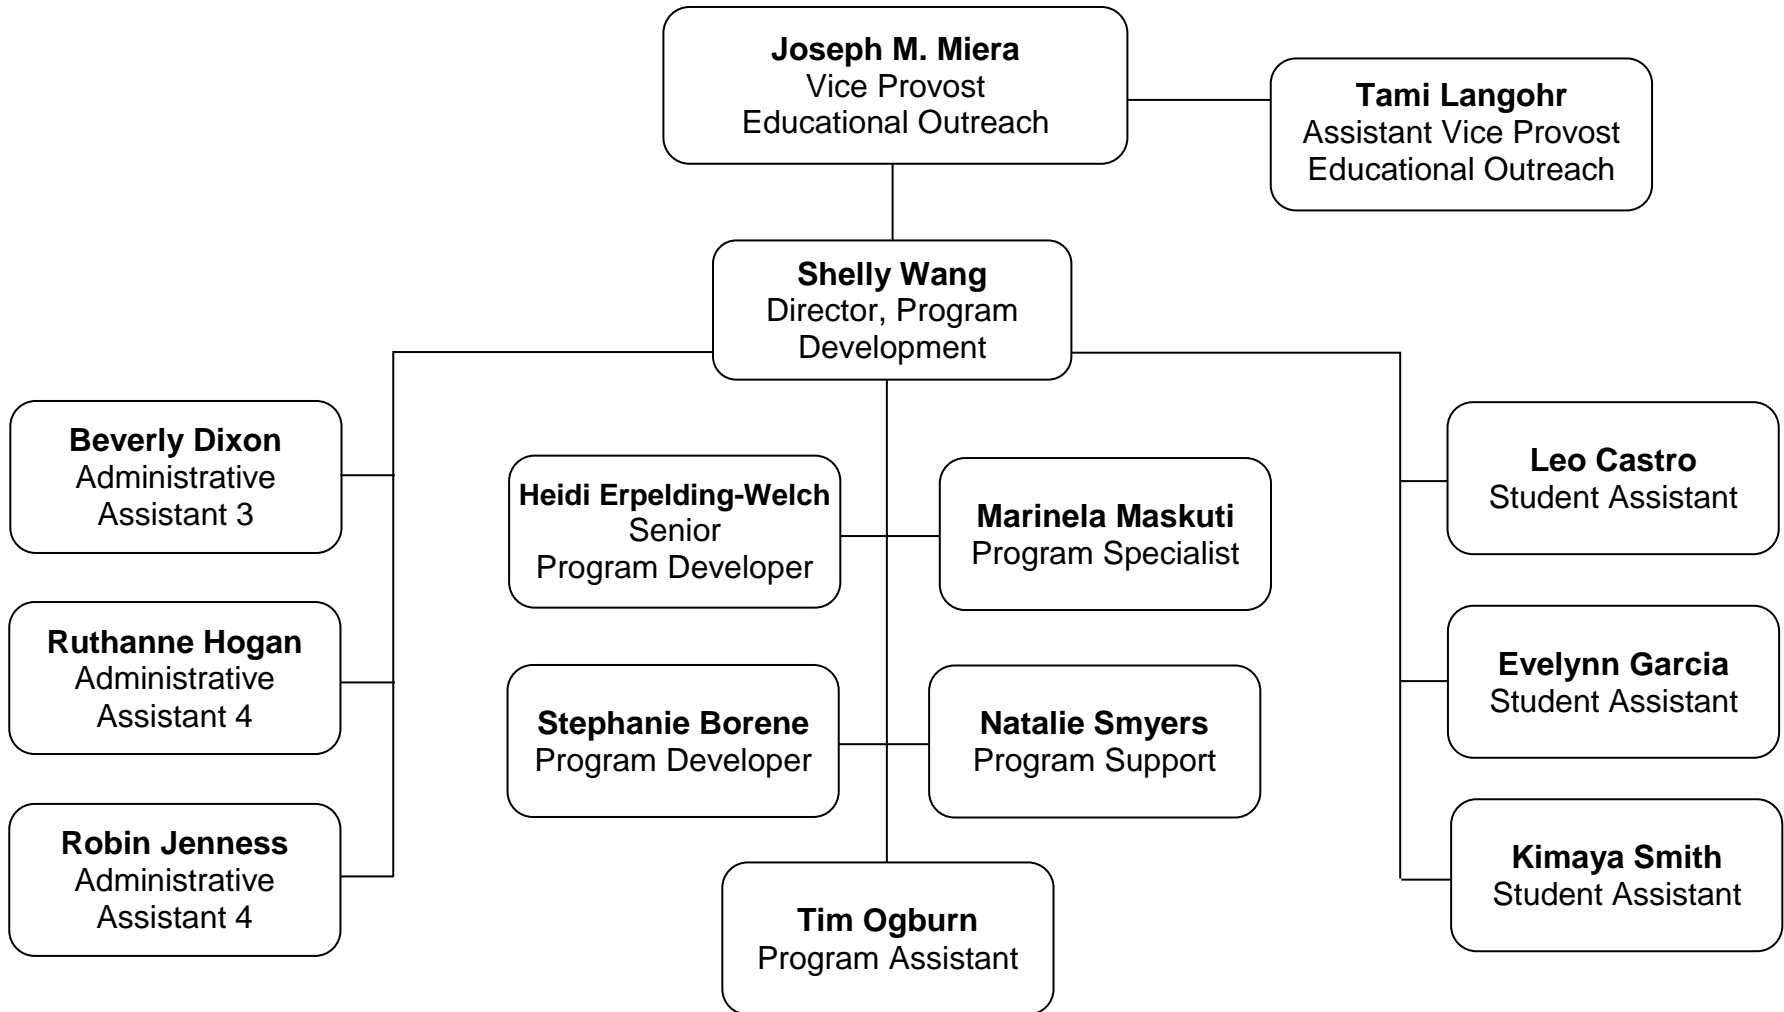 Joseph M. Miera
Vice Provost
Educational Outreach
Tami Langohr
Assistant Vice Provost
Educational Outreach
Shelly Wang
Director, Program
Development
Beverly Dixon
Administrative
Assistant 3
Ruthanne Hogan
Administrative
Assistant 4
Robin Jenness
Administrative
Assistant 4
Heidi Erpelding-Welch
Senior
Program Developer
Marinela Maskuti
Program Specialist
Stephanie Borene
Program Developer
Natalie Smyers
Program Support
Tim Ogburn
Program Assistant
Leo Castro
Student Assistant
Evelynn Garcia
Student Assistant
Kimaya Smith
Student Assistant